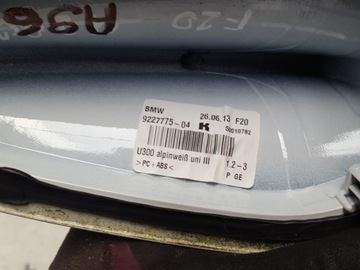 A96
F20
BMW 26.06.13 F20
9227775-04 K SI010782
U300 alpinweiß uni III 1.2-3
>PC+ABS< P GE